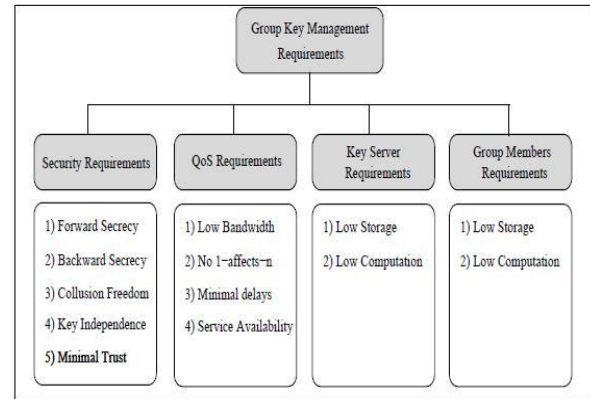 Group Key Management
Requirements
Security Requirements
QoS Requirements
Key Server
Requirements
Group Members
Requirements
1) Forward Secrecy
2) Backward Secrecy
3) Collusion Freedom
4) Key Independence
5) Minimal Trust
1) Low Bandwidth
2) No 1-affects-n
3) Minimal delays
4) Service Availability
1) Low Storage
2) Low Computation
1) Low Storage
2) Low Computation